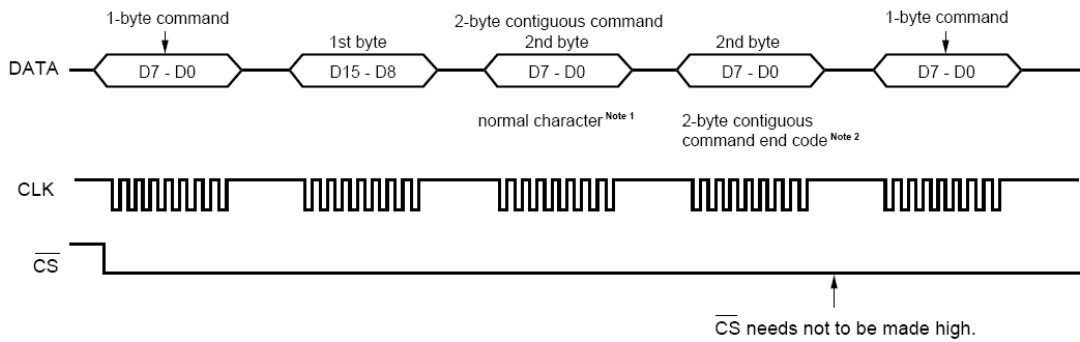 1-byte command
2-byte contiguous command
1-byte command
1st byte
2nd byte
2nd byte
DATA
D7 - D0
D15 - D8
D7 - D0
D7 - D0
D7 - D0
normal character Note 1
2-byte contiguous
command end code Note 2
CLK
CS
CS needs not to be made high.